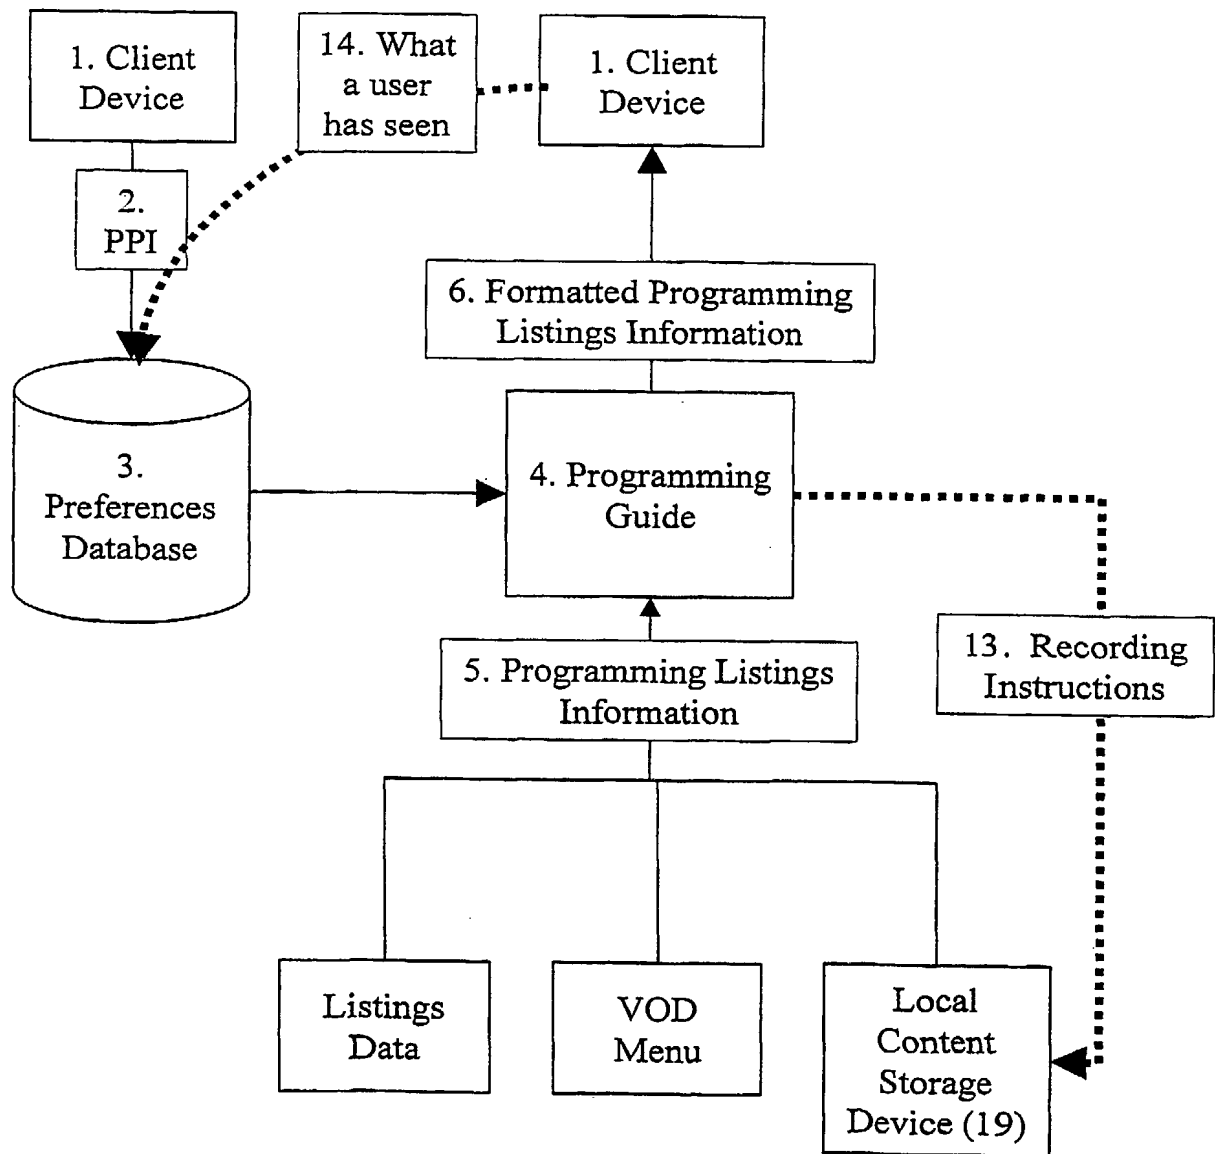 1. Client
Device
14. What
a user
has seen
1. Client
Device
2.
PPI
6. Formatted Programming
Listings Information
3.
Preferences
Database
4. Programming
Guide
13. Recording
Instructions
5. Programming Listings
Information
Listings
Data
VOD
Menu
Local
Content
Storage
Device (19)